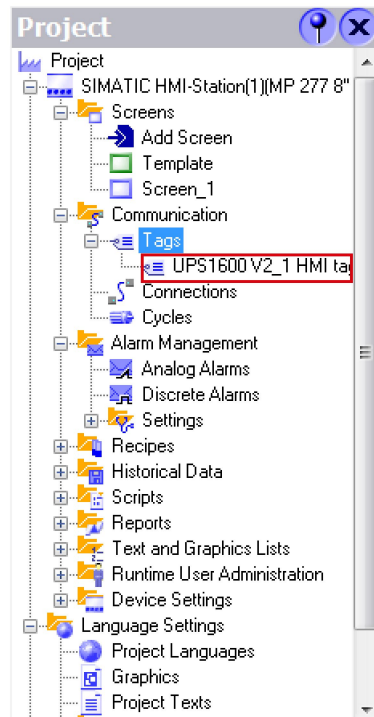 Project
Project
SIMATIC HMI-Station(1)(MP 277 8"
Screens
Add Screen
Template
Screen_1
Communication
Tags
UPS1600 V2_1 HMI tag
Connections
Cycles
Alarm Management
Analog Alarms
Discrete Alarms
Settings
Recipes
Historical Data
Scripts
Reports
Text and Graphics Lists
Runtime User Administration
Device Settings
Language Settings
Project Languages
Graphics
Project Texts